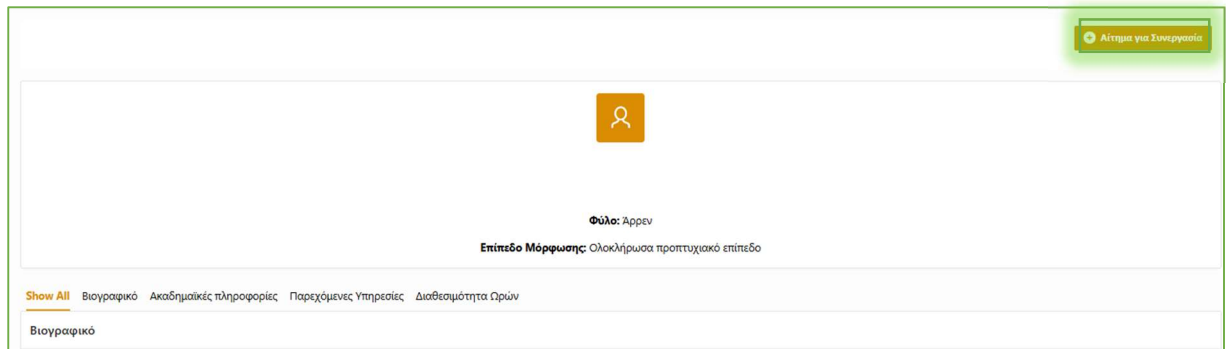 Αίτημα για Συνεργασία
Φύλο: Άρρεν
Επίπεδο Μόρφωσης: Ολοκλήρωσα προπτυχιακό επίπεδο
Show All Βιογραφικό Ακαδημαϊκές πληροφορίες Παρεχόμενες Υπηρεσίες Διαθεσιμότητα Ωρών
Βιογραφικό